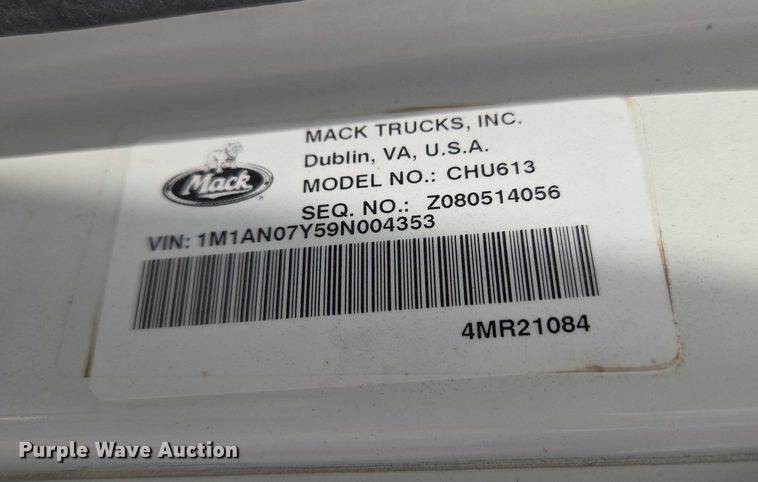 MACK TRUCKS, INC.
Dublin, VA, U.S.A.
Mack
MODEL NO.: CHU613
SEQ. NO.: Z080514056
VIN: 1M1AN07Y59N004353
4MR21084
Purple Wave Auction